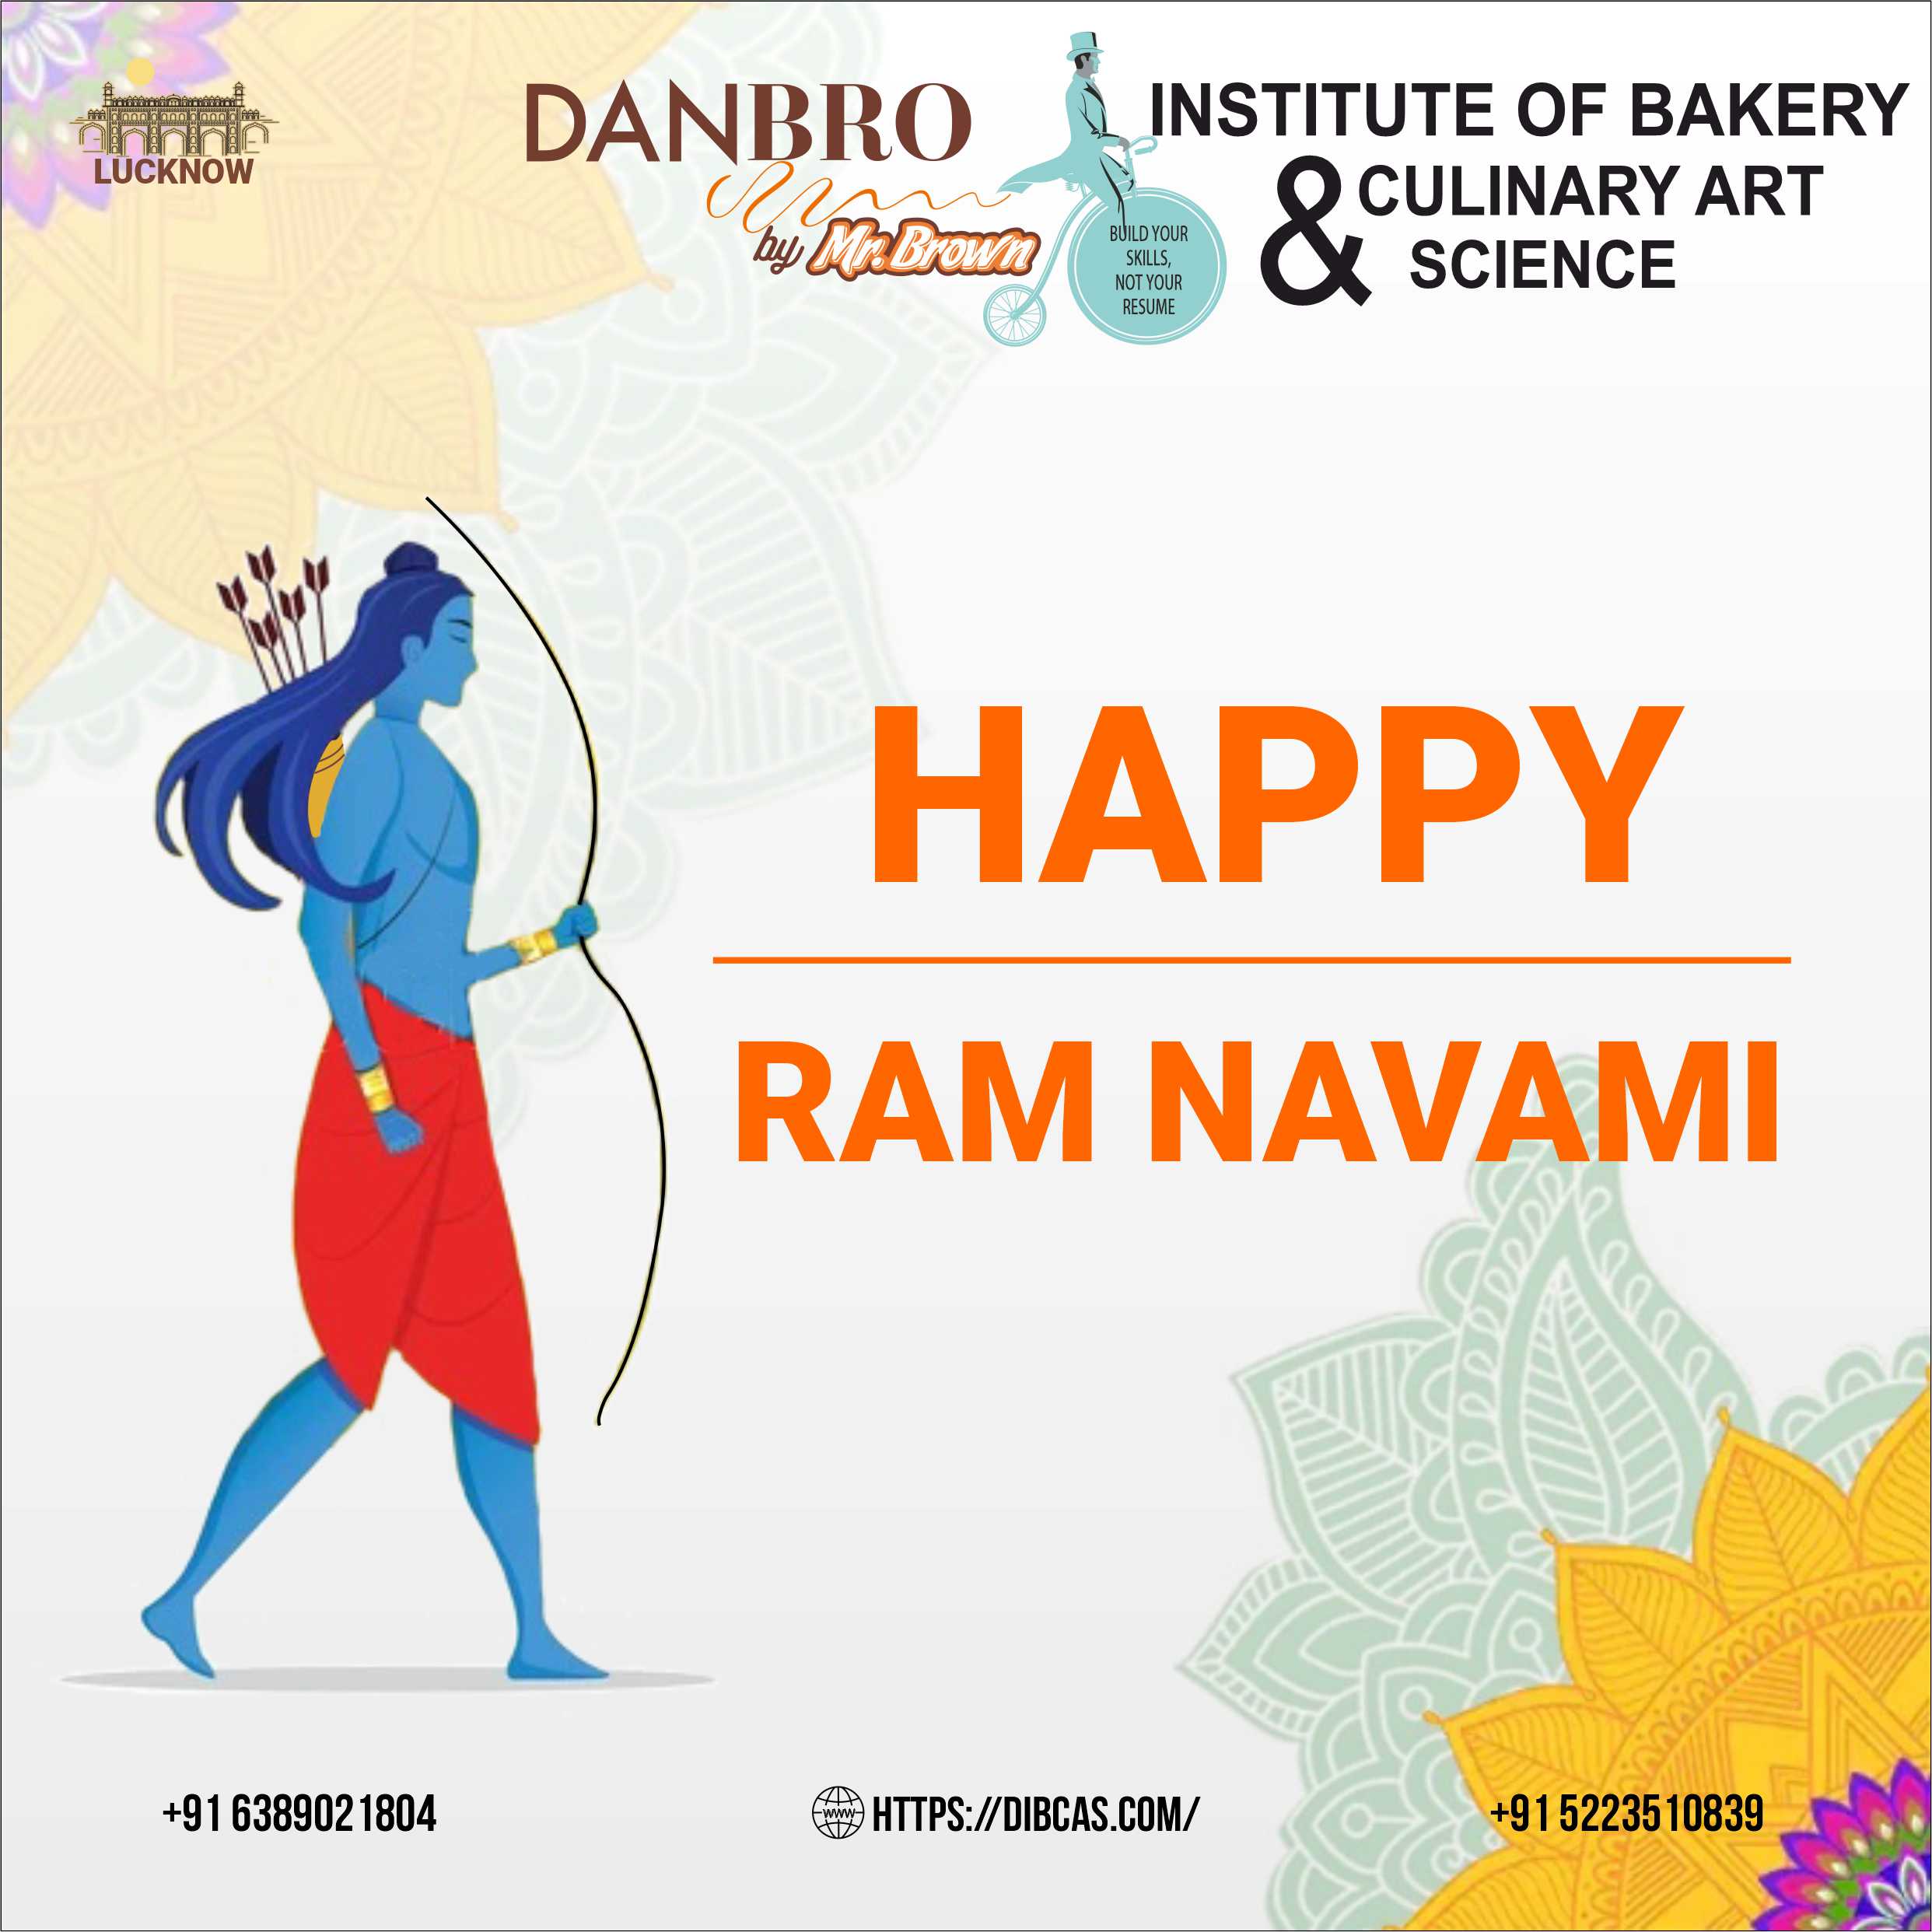 LUCKNOW
DANBRO
by Mr. Brown
BUILD YOUR
SKILLS,
NOT YOUR
RESUME
INSTITUTE OF BAKERY
& CULINARY ART
SCIENCE
HAPPY
RAM NAVAMI
+91 6389021804
WWW HTTPS://DIBCAS.COM/
+91 5223510839